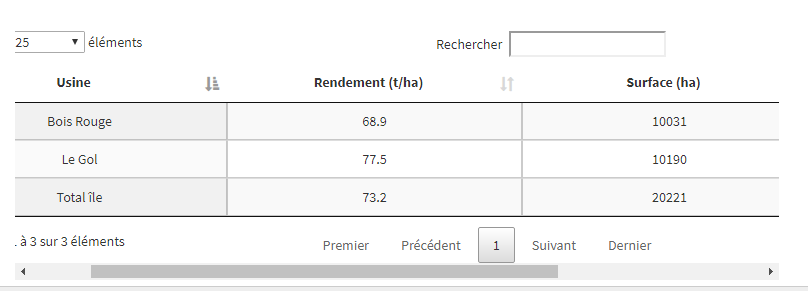 25 éléments
Rechercher
Usine Rendement (t/ha) Surface (ha)
Bois Rouge 68.9 10031
Le Gol 77.5 10190
Total île 73.2 20221
. à 3 sur 3 éléments
Premier Précédent 1 Suivant Dernier